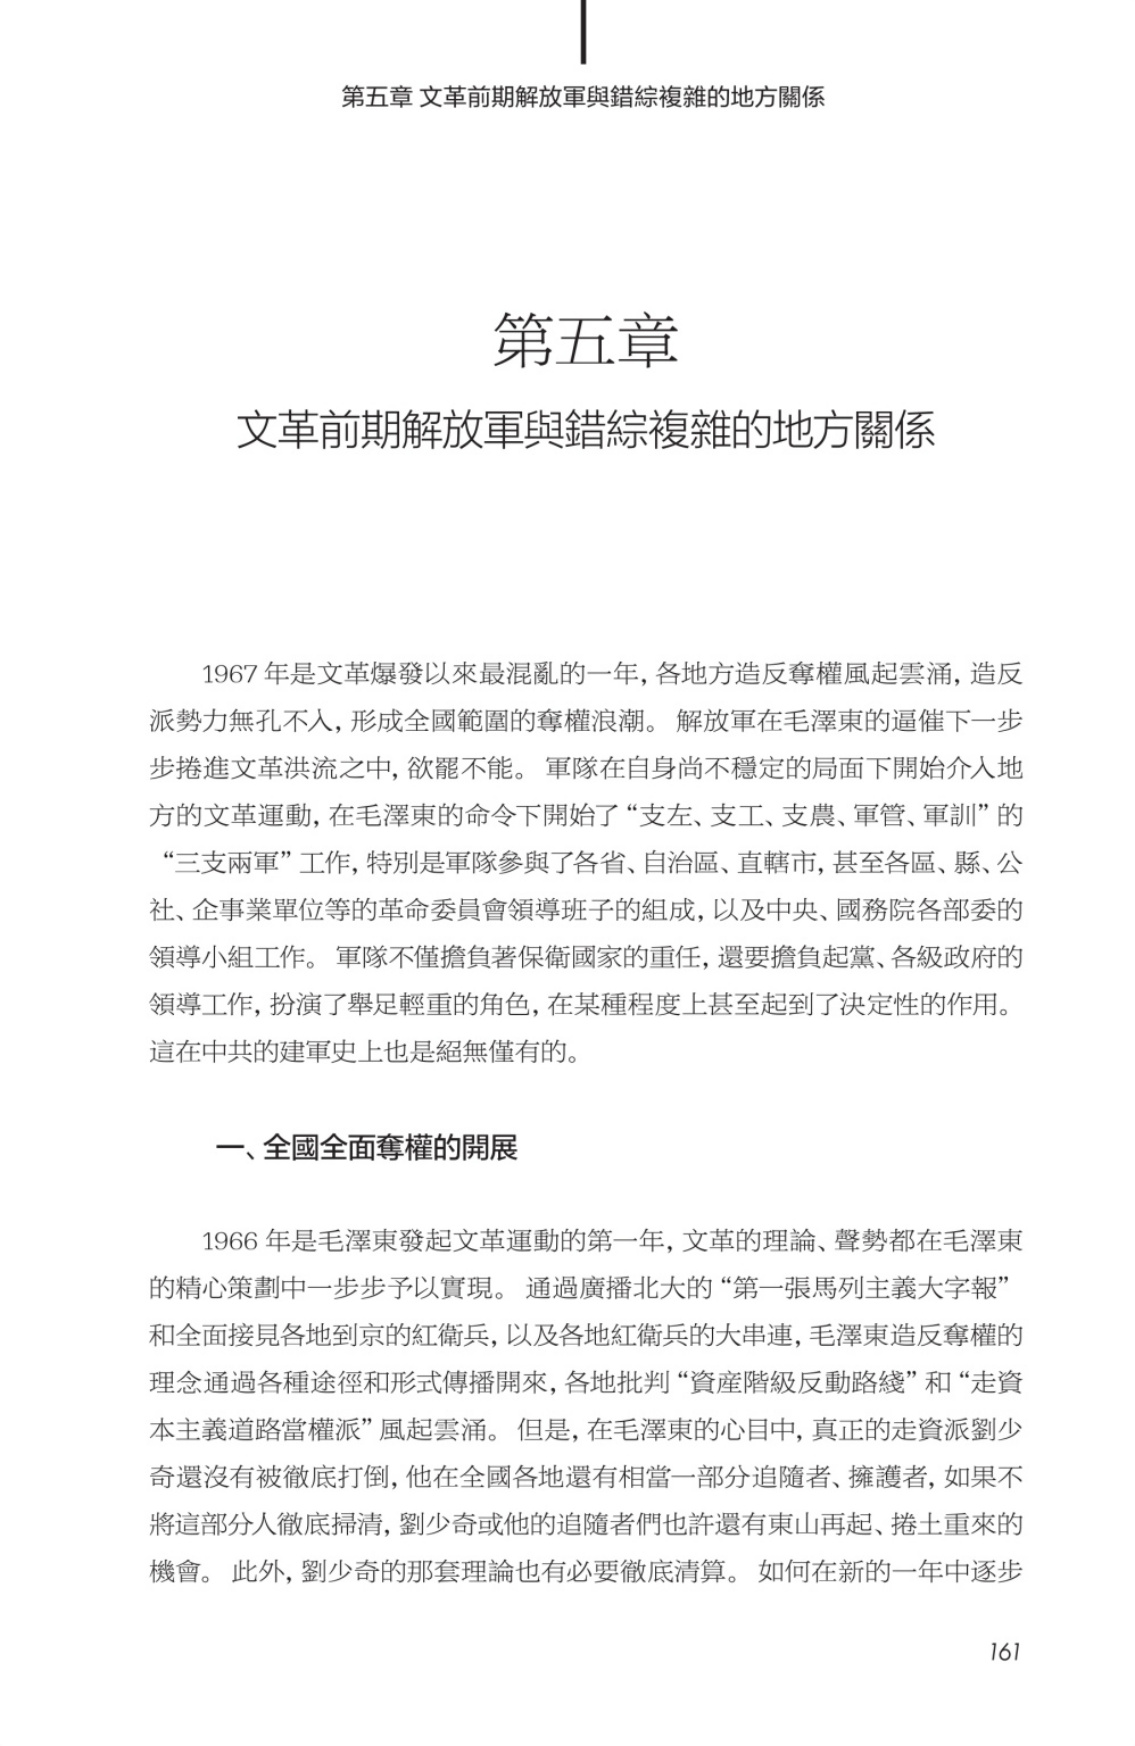 第五章 文革前期解放軍與錯綜複雜的地方關係
第五章
文革前期解放軍與錯綜複雜的地方關係
1967 年是文革爆發以來最混亂的一年, 各地方造反奪權風起雲涌, 造反
派勢力無孔不入, 形成全國範圍的奪權浪潮。 解放軍在毛澤東的逼催下一步
步捲進文革洪流之中, 欲罷不能。 軍隊在自身尚不穩定的局面下開始介入地
方的文革運動, 在毛澤東的命令下開始了 “支左、支工、支農、軍管、軍訓” 的
“三支兩軍” 工作, 特別是軍隊參與了各省、自治區、直轄市, 甚至各區、縣、公
社、企事業單位等的革命委員會領導班子的組成, 以及中央、國務院各部委的
領導小組工作。 軍隊不僅擔負著保衛國家的重任, 還要擔負起黨、各級政府的
領導工作, 扮演了舉足輕重的角色, 在某種程度上甚至起到了決定性的作用。
這在中共的建軍史上也是絕無僅有的。
一、全國全面奪權的開展
1966 年是毛澤東發起文革運動的第一年, 文革的理論、聲勢都在毛澤東
的精心策劃中一步步予以實現。 通過廣播北大的 “第一張馬列主義大字報”
和全面接見各地到京的紅衛兵, 以及各地紅衛兵的大串連, 毛澤東造反奪權的
理念通過各種途徑和形式傳播開來, 各地批判 “資産階級反動路綫” 和 “走資
本主義道路當權派” 風起雲涌。 但是, 在毛澤東的心目中, 真正的走資派劉少
奇還沒有被徹底打倒, 他在全國各地還有相當一部分追隨者、擁護者, 如果不
將這部分人徹底掃清, 劉少奇或他的追隨者們也許還有東山再起、捲土重來的
機會。 此外, 劉少奇的那套理論也有必要徹底清算。 如何在新的一年中逐步
161